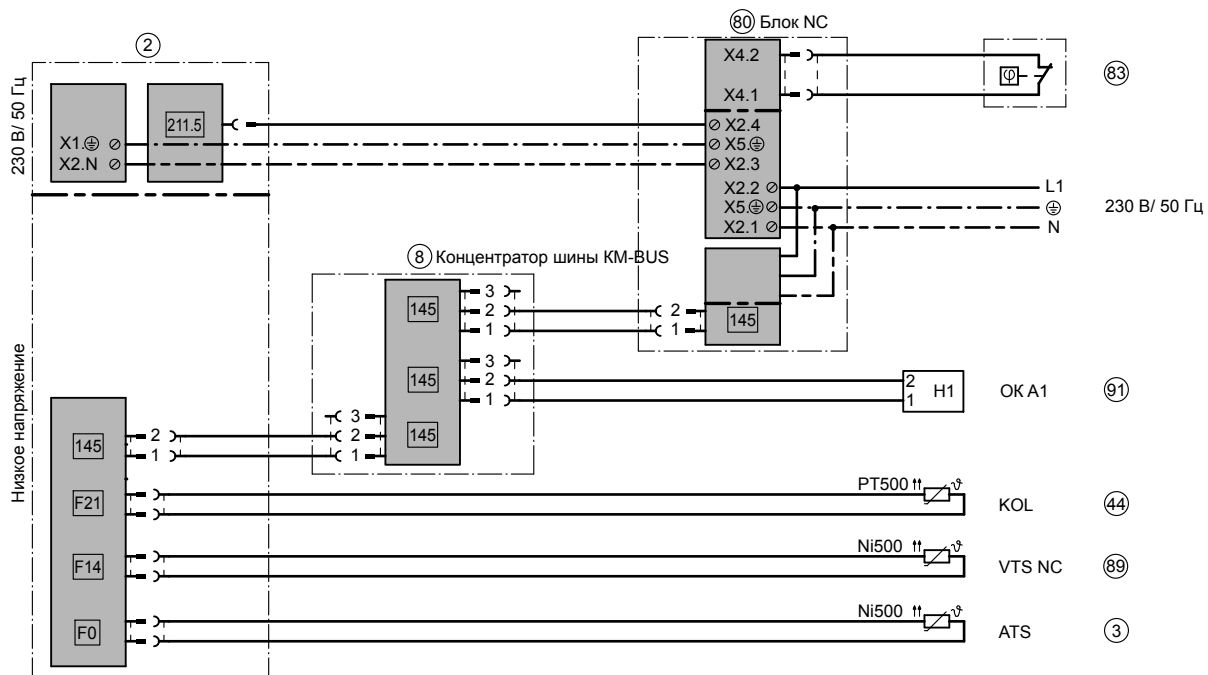 80 Блок NC
2
X4.2
φ
83
X4.1
230 В/ 50 Гц
211.5
X2.4
X1.
X5.
X2.N
X2.3
X2.2
L1
X5.
230 В/ 50 Гц
X2.1
N
8 Концентратор шины KM-BUS
3
145
2
2
1
1
145
3
145
2
2
H1
ОК A1
91
1
1
Низкое напряжение
3
145
2
2
145
1
1
PT500 ϑ
F21
KOL
44
Ni500 ϑ
F14
VTS NC
89
Ni500 ϑ
F0
ATS
3